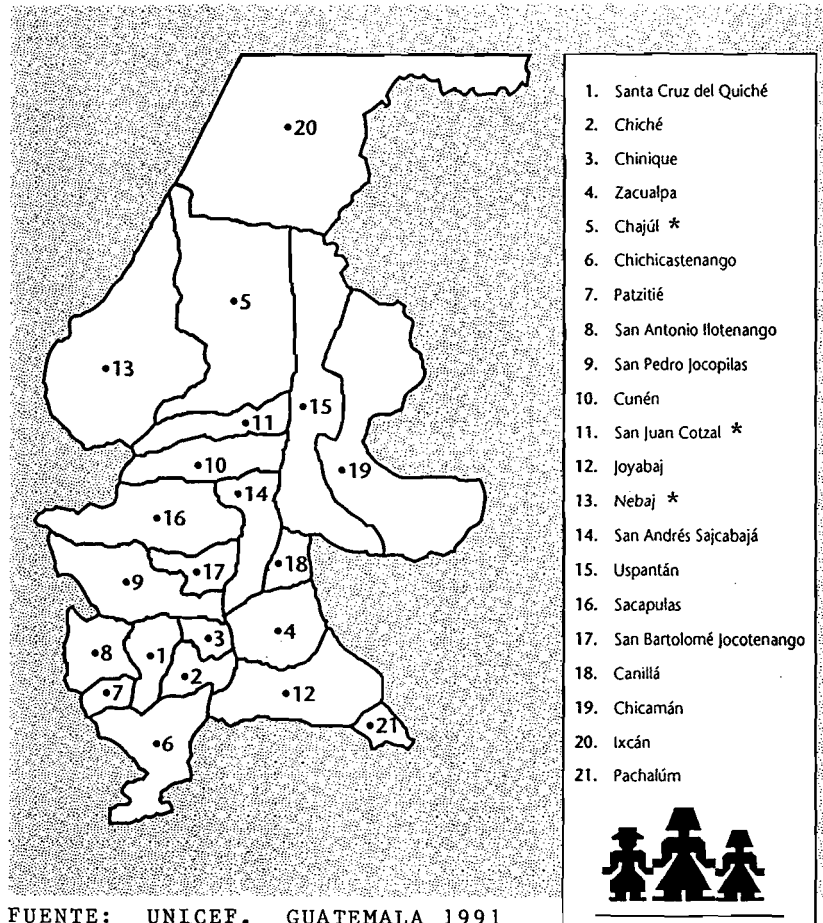 20
5
13
15
11
10
19
14
16
18
17
9
3
4
8
1
2
7
12
21
6
1. Santa Cruz del Quiché
2. Chiché
3. Chinique
4. Zacualpa
5. Chajúl *
6. Chichicastenango
7. Patzitié
8. San Antonio Ilotenango
9. San Pedro Jocopilas
10. Cunén
11. San Juan Cotzal *
12. Joyabaj
13. Nebaj *
14. San Andrés Sajcabajá
15. Uspantán
16. Sacapulas
17. San Bartolomé Jocotenango
18. Canillá
19. Chicamán
20. Ixcán
21. Pachalúm
FUENTE: UNICEF. GUATEMALA 1991